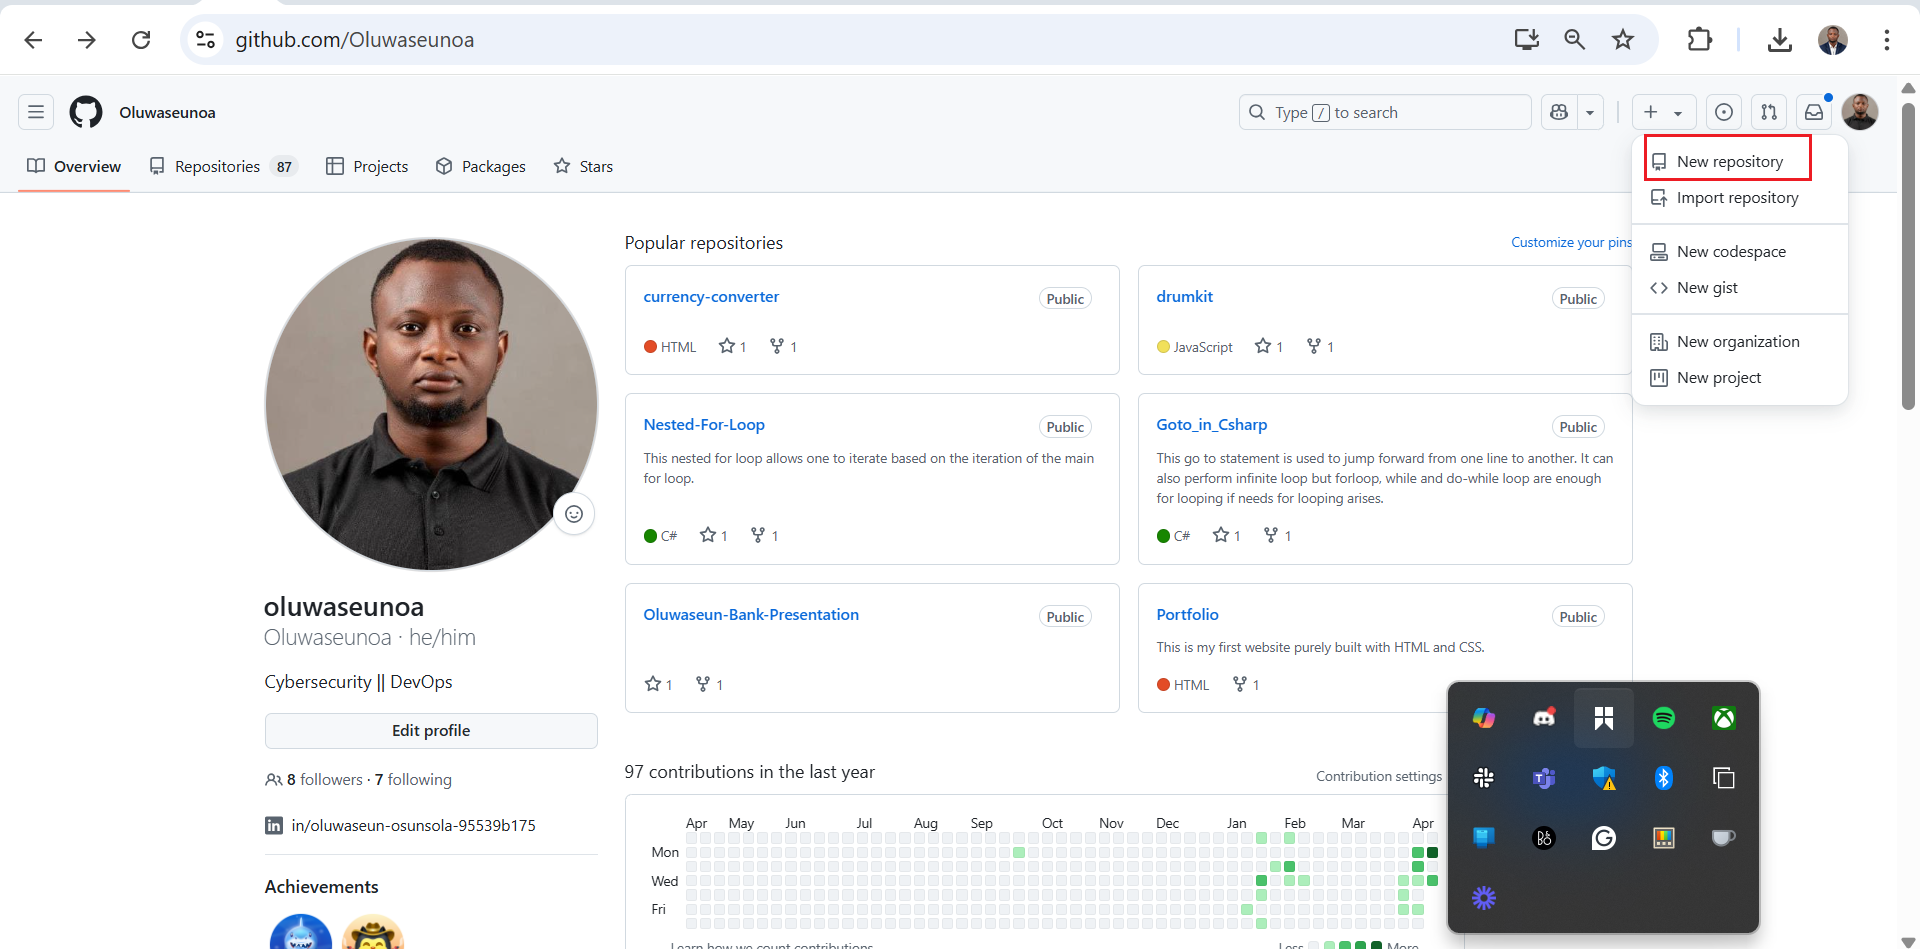 github.com/Oluwaseunoa
Oluwaseunoa
Type / to search
Overview
Repositories 87
Projects
Packages
Stars
New repository
Import repository
New codespace
New gist
New organization
New project
Popular repositories
Customize your pins
currency-converter
Public
HTML 1 1
drumkit
Public
JavaScript 1 1
Nested-For-Loop
Public
This nested for loop allows one to iterate based on the iteration of the main
for loop.
C# 1 1
Goto_in_Csharp
Public
This go to statement is used to jump forward from one line to another. It can
also perform infinite loop but forloop, while and do-while loop are enough
for looping if needs for looping arises.
C# 1 1
Oluwaseun-Bank-Presentation
Public
1 1
Portfolio
Public
This is my first website purely built with HTML and CSS.
HTML 1
oluwaseunoa
Oluwaseunoa · he/him
Cybersecurity || DevOps
Edit profile
8 followers · 7 following
in/oluwaseun-osunsola-95539b175
Achievements
97 contributions in the last year
Contribution settings
Apr May Jun Jul Aug Sep Oct Nov Dec Jan Feb Mar Apr
Mon
Wed
Fri
Learn how we count contributions
Less More